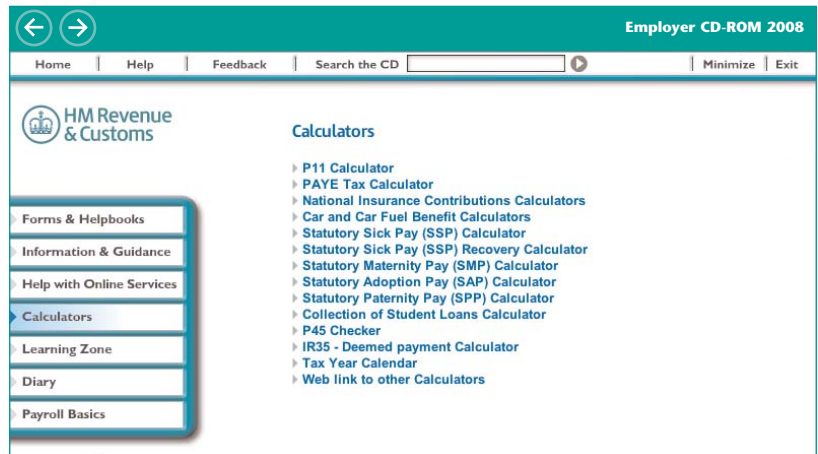 Employer CD-ROM 2008
Home Help Feedback Search the CD Minimize Exit
HM Revenue
& Customs
Calculators
P11 Calculator
PAYE Tax Calculator
National Insurance Contributions Calculators
Car and Car Fuel Benefit Calculators
Statutory Sick Pay (SSP) Calculator
Statutory Sick Pay (SSP) Recovery Calculator
Statutory Maternity Pay (SMP) Calculator
Statutory Adoption Pay (SAP) Calculator
Statutory Paternity Pay (SPP) Calculator
Collection of Student Loans Calculator
P45 Checker
IR35 - Deemed payment Calculator
Tax Year Calendar
Web link to other Calculators
Forms & Helpbooks
Information & Guidance
Help with Online Services
Calculators
Learning Zone
Diary
Payroll Basics